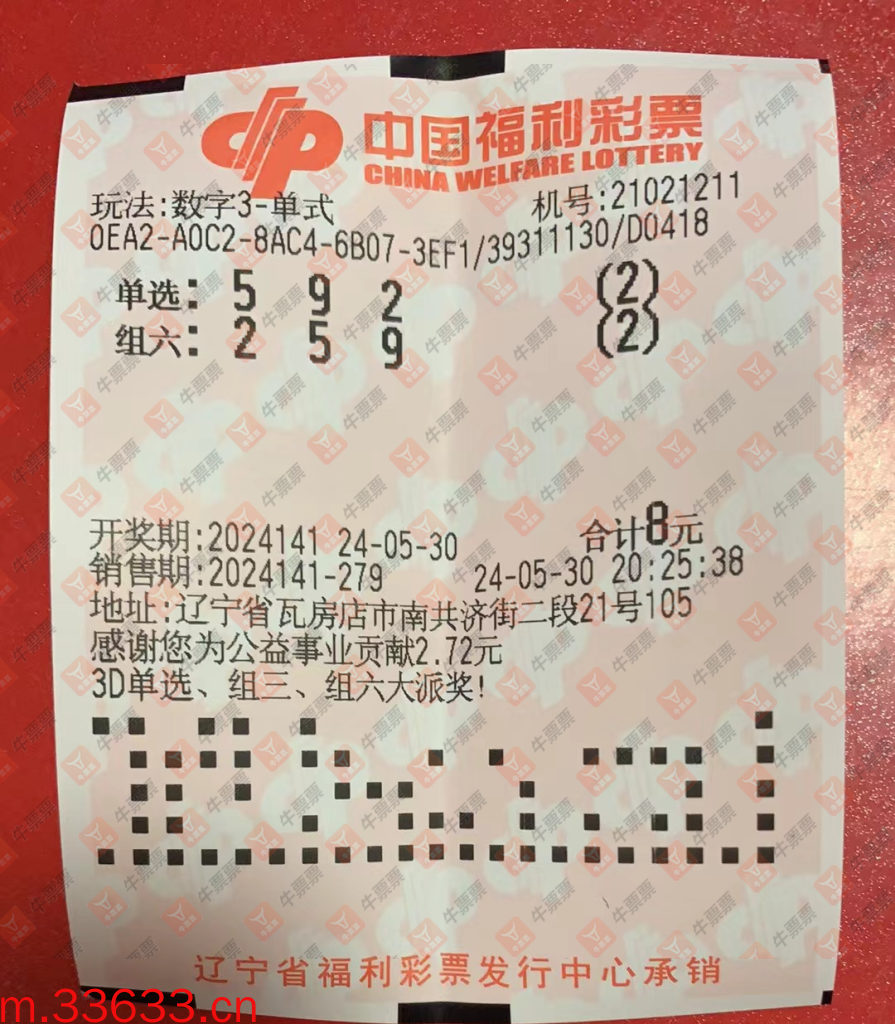 中国福利彩票
CHINA WELFARE LOTTERY
玩法:数字3-单式 机号:21021211
0EA2-A0C2-8AC4-6B07-3EF1/39311130/D0418
单选: 5 9 2 (2)
组六: 2 5 9 (2)
开奖期:2024141 24-05-30 合计8元
销售期:2024141-279 24-05-30 20:25:38
地址:辽宁省瓦房店市南共济街二段21号105
感谢您为公益事业贡献2.72元
3D单选、组三、组六大派奖!
辽宁省福利彩票发行中心承销
m.33633.cn
牛票票